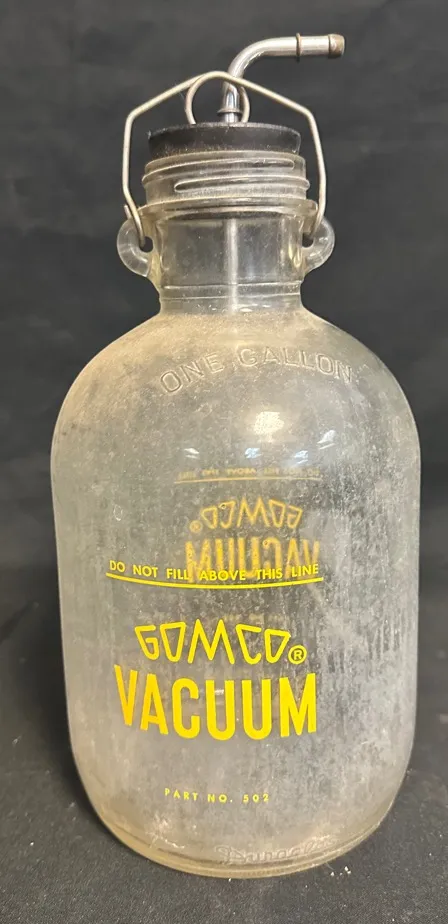 ONE GALLON
DO NOT FILL ABOVE THIS LINE
GOMCO®
VACUUM
PART NO. 502